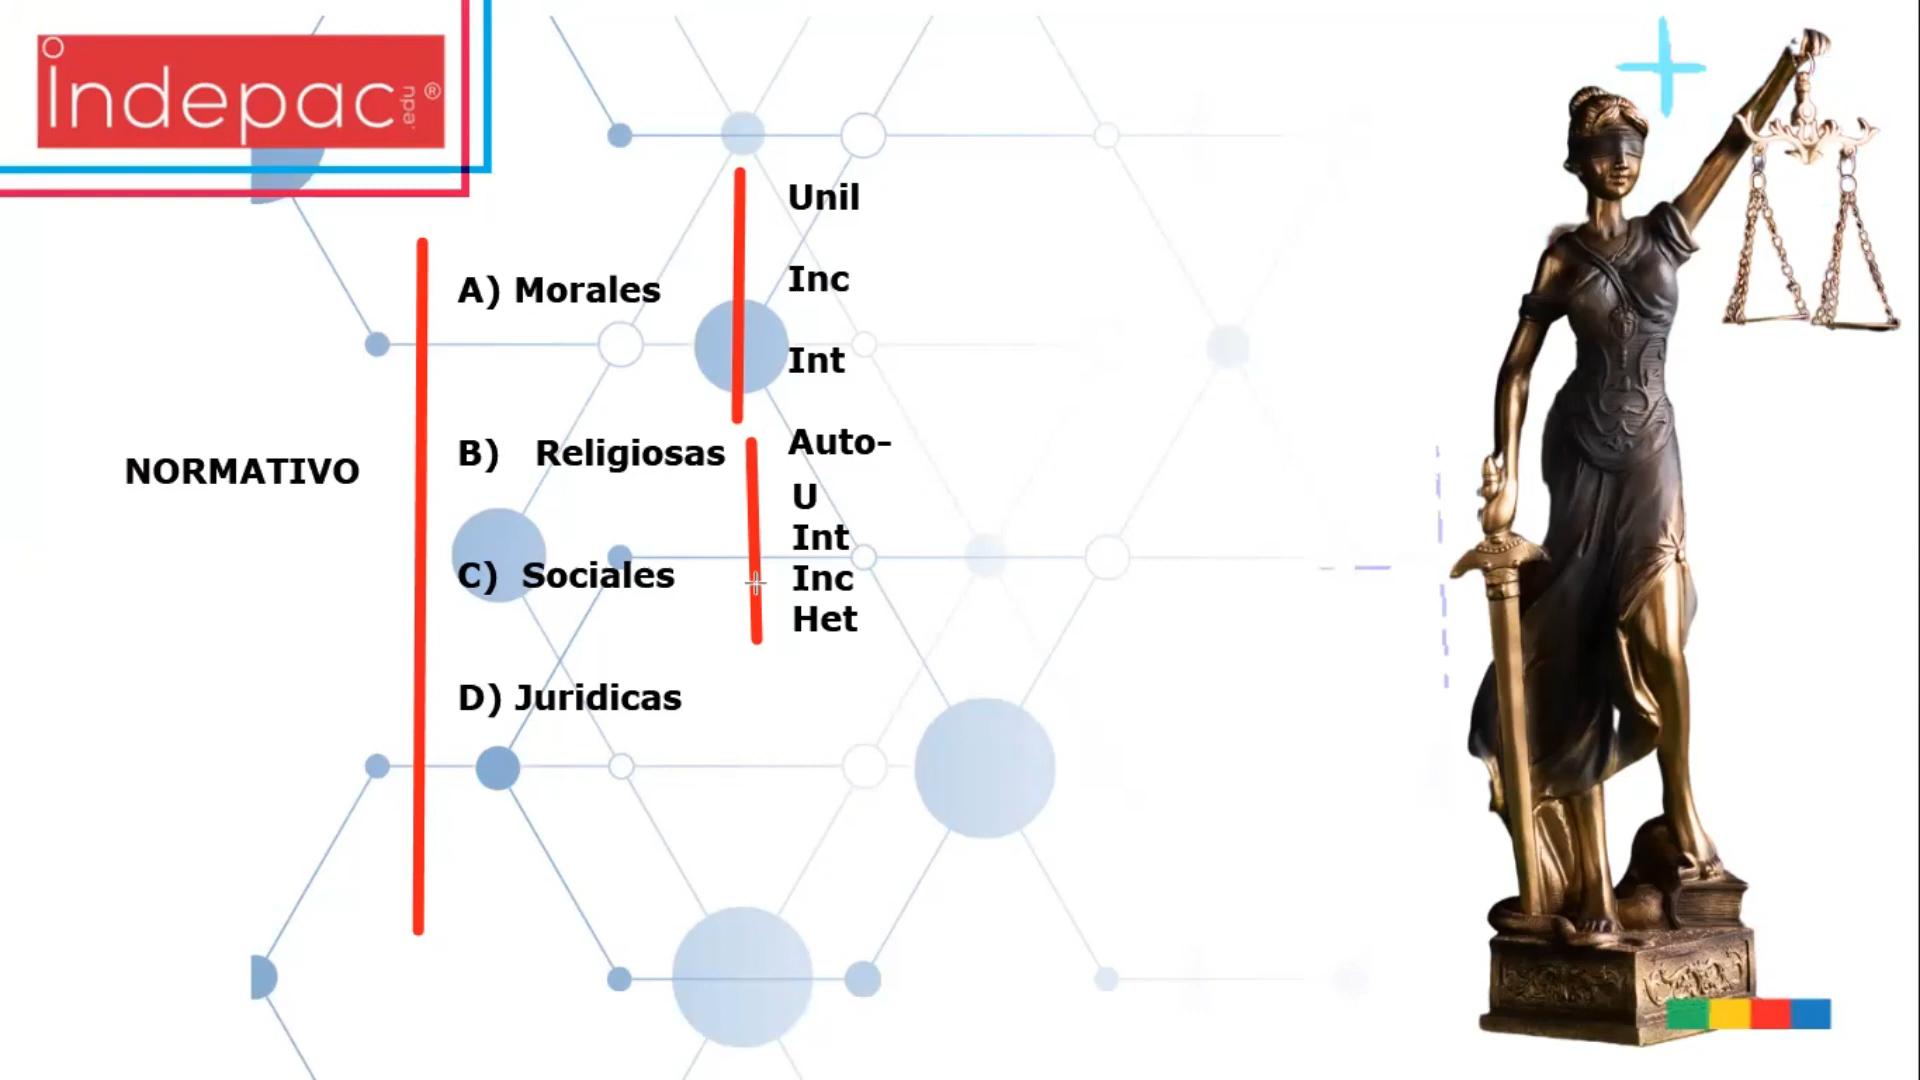 indepac.edu®
NORMATIVO
A) Morales
B) Religiosas
C) Sociales
D) Juridicas
Unil
Inc
Int
Auto-
U
Int
Inc
Het